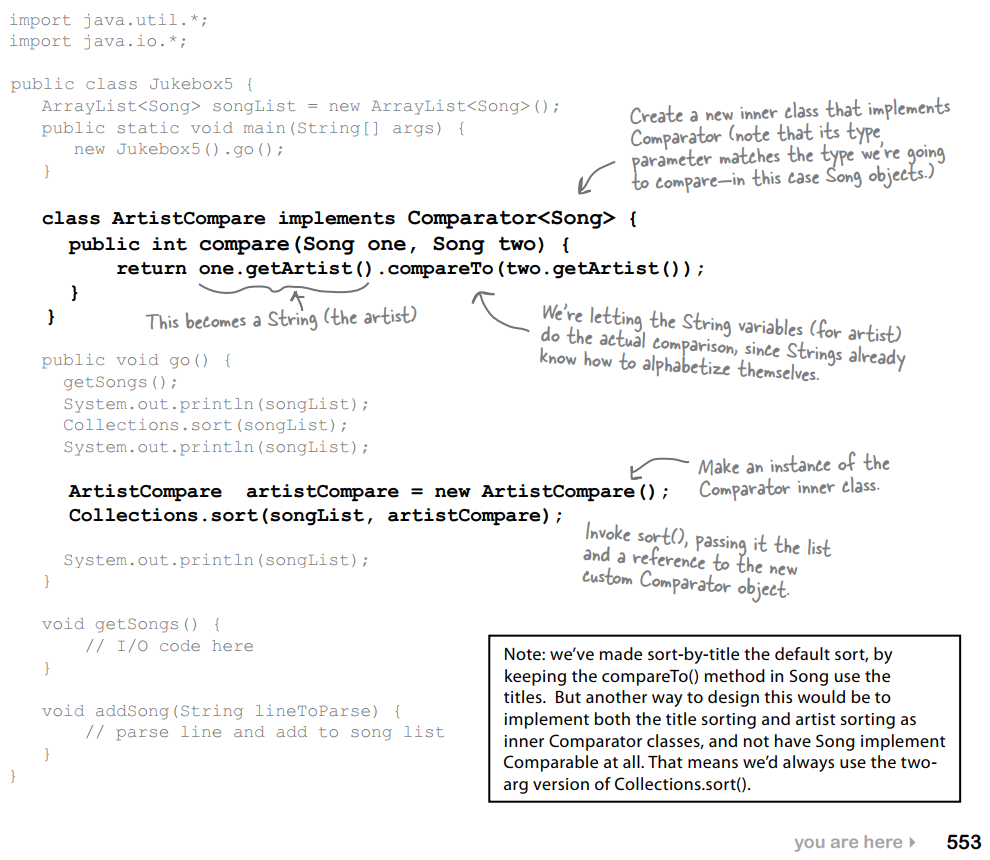 import java.util.*;
import java.io.*;
public class Jukebox5 {
ArrayList<Song> songList = new ArrayList<Song>();
public static void main(String[] args) {
new Jukebox5().go();
}
Create a new inner class that implements
Comparator (note that its type
parameter matches the type we're going
to compare—in this case Song objects.)
class ArtistCompare implements Comparator<Song> {
public int compare(Song one, Song two) {
return one.getArtist().compareTo(two.getArtist());
}
}
This becomes a String (the artist)
We're letting the String variables (for artist)
do the actual comparison, since Strings already
know how to alphabetize themselves.
public void go() {
getSongs();
System.out.println(songList);
Collections.sort(songList);
System.out.println(songList);
ArtistCompare artistCompare = new ArtistCompare();
Collections.sort(songList, artistCompare);
Make an instance of the
Comparator inner class.
Invoke sort(), passing it the list
and a reference to the new
custom Comparator object.
System.out.println(songList);
}
void getSongs() {
// I/O code here
}
void addSong(String lineToParse) {
// parse line and add to song list
}
}
Note: we've made sort-by-title the default sort, by
keeping the compareTo() method in Song use the
titles. But another way to design this would be to
implement both the title sorting and artist sorting as
inner Comparator classes, and not have Song implement
Comparable at all. That means we'd always use the two-
arg version of Collections.sort().
you are here 553